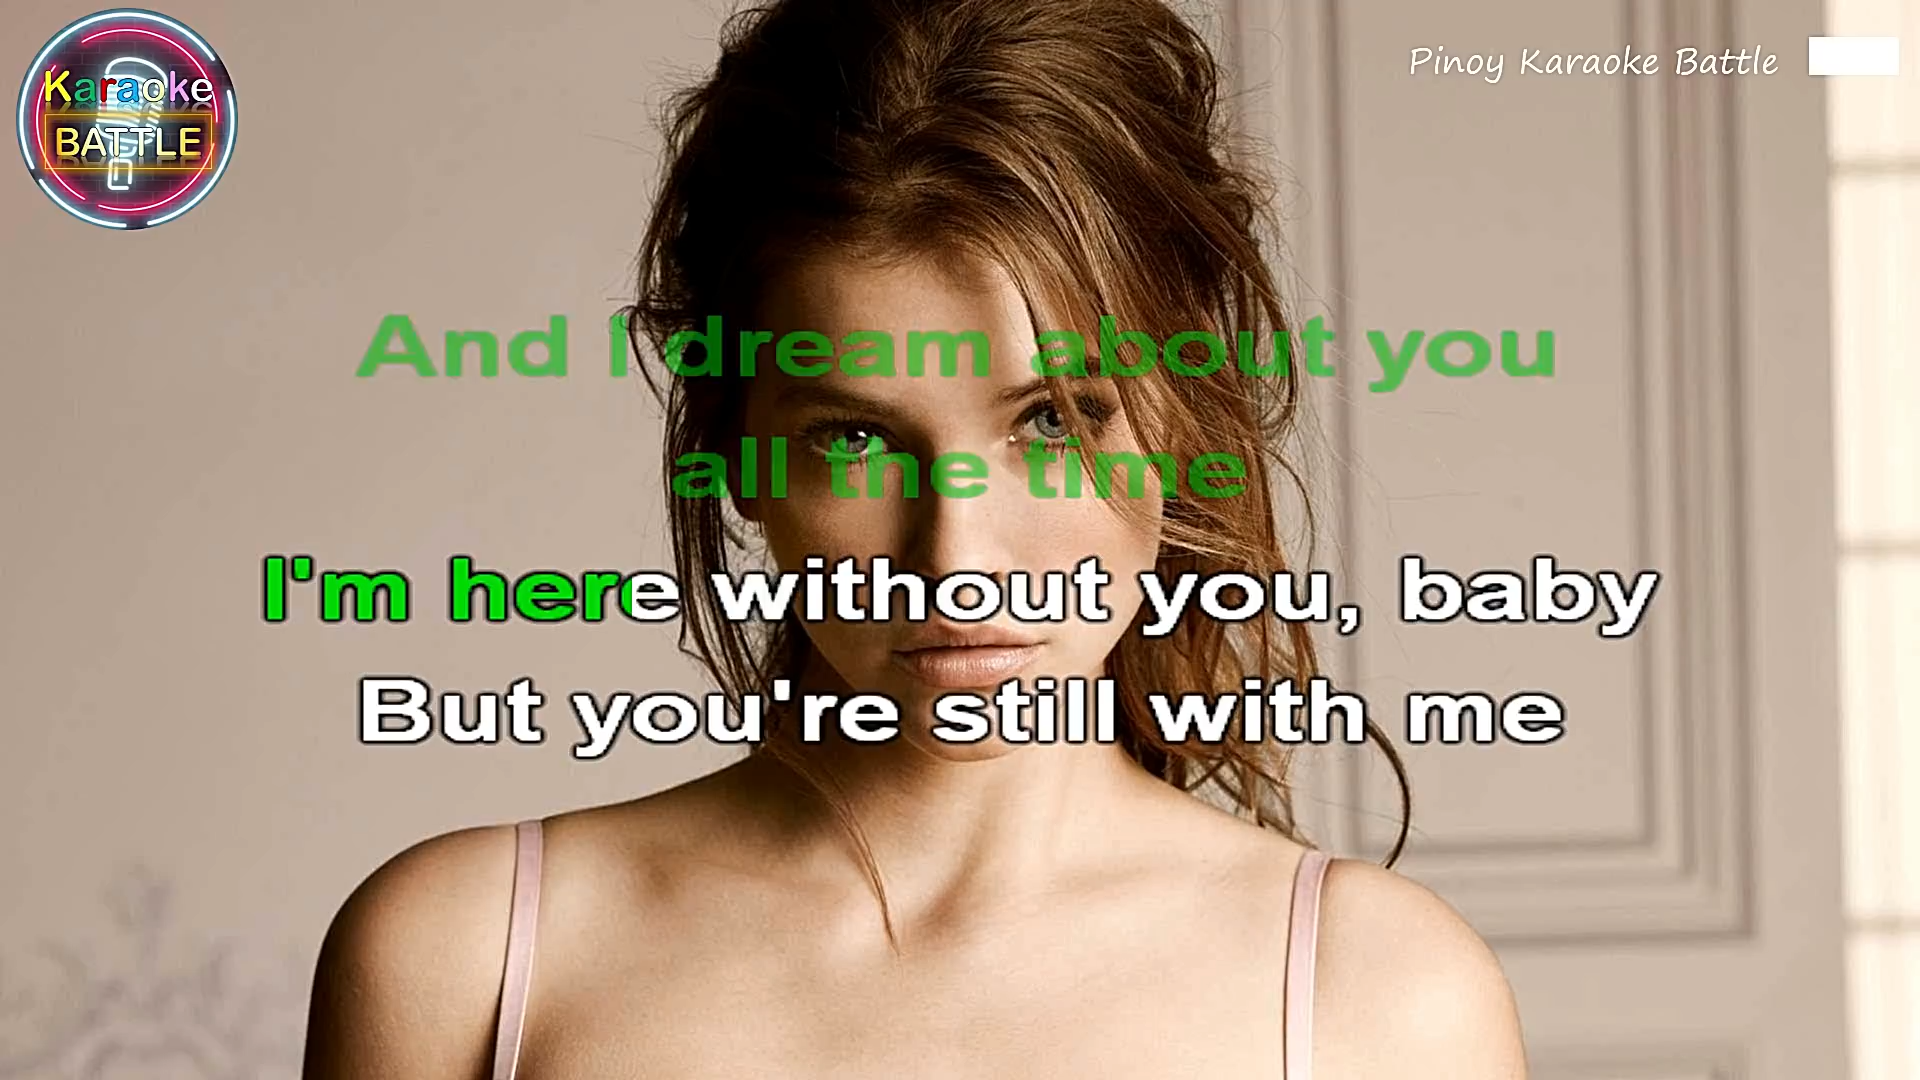 Karaoke
BATTLE
Pinoy Karaoke Battle
And I dream about you
all the time
I'm here without you, baby
But you're still with me